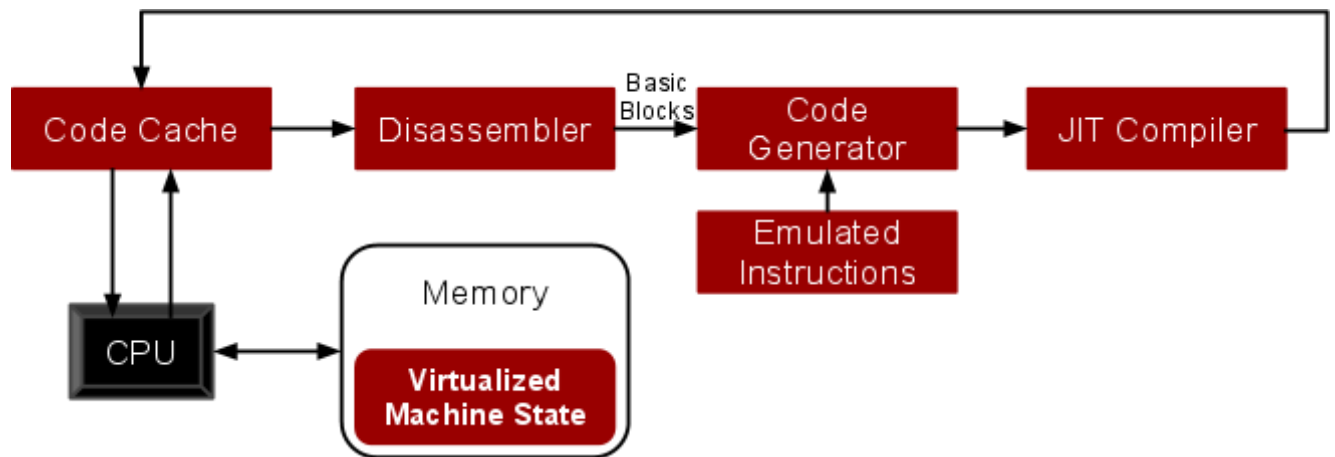 Basic
Blocks
Code Cache
Disassembler
Code
Generator
JIT Compiler
Emulated
Instructions
Memory
CPU
Virtualized
Machine State